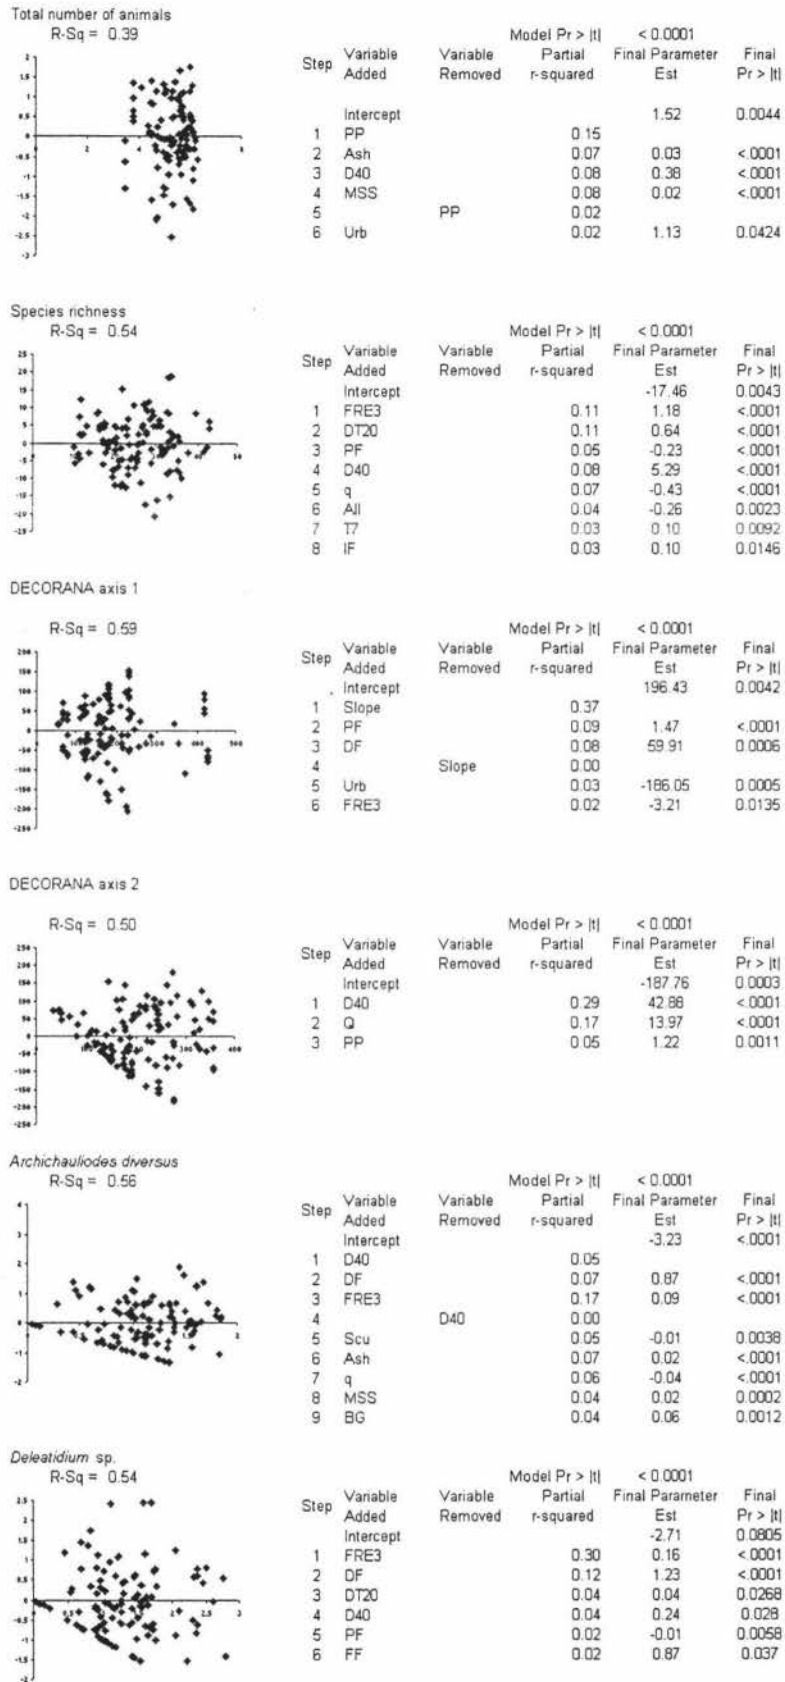 Total number of animals
R-Sq = 0.39
Model Pr > |t| < 0.0001
Step Variable Variable Partial Final Parameter Final
Added Removed r-squared Est Pr > |t|
Intercept 1.52 0.0044
1 PP 0.15
2 Ash 0.07 0.03 <.0001
3 D40 0.08 0.38 <.0001
4 MSS 0.08 0.02 <.0001
5 PP 0.02
6 Urb 0.02 1.13 0.0424
Species richness
R-Sq = 0.54
Model Pr > |t| < 0.0001
Step Variable Variable Partial Final Parameter Final
Added Removed r-squared Est Pr > |t|
Intercept -17.46 0.0043
1 FRE3 0.11 1.18 <.0001
2 DT20 0.11 0.64 <.0001
3 PF 0.05 -0.23 <.0001
4 D40 0.08 5.29 <.0001
5 q 0.07 -0.43 <.0001
6 All 0.04 -0.26 0.0023
7 T7 0.03 0.10 0.0092
8 IF 0.03 0.10 0.0146
DECORANA axis 1
R-Sq = 0.59
Model Pr > |t| < 0.0001
Step Variable Variable Partial Final Parameter Final
Added Removed r-squared Est Pr > |t|
Intercept 196.43 0.0042
1 Slope 0.37
2 PF 0.09 1.47 <.0001
3 DF 0.08 59.91 0.0006
4 Slope 0.00
5 Urb 0.03 -186.05 0.0005
6 FRE3 0.02 -3.21 0.0135
DECORANA axis 2
R-Sq = 0.50
Model Pr > |t| < 0.0001
Step Variable Variable Partial Final Parameter Final
Added Removed r-squared Est Pr > |t|
Intercept -187.76 0.0003
1 D40 0.29 42.88 <.0001
2 Q 0.17 13.97 <.0001
3 PP 0.05 1.22 0.0011
Archichauliodes diversus
R-Sq = 0.56
Model Pr > |t| < 0.0001
Step Variable Variable Partial Final Parameter Final
Added Removed r-squared Est Pr > |t|
Intercept -3.23 <.0001
1 D40 0.05
2 DF 0.07 0.87 <.0001
3 FRE3 0.17 0.09 <.0001
4 D40 0.00
5 Scu 0.05 -0.01 0.0038
6 Ash 0.07 0.02 <.0001
7 q 0.06 -0.04 <.0001
8 MSS 0.04 0.02 0.0002
9 BG 0.04 0.06 0.0012
Deleatidium sp.
R-Sq = 0.54
Model Pr > |t| < 0.0001
Step Variable Variable Partial Final Parameter Final
Added Removed r-squared Est Pr > |t|
Intercept -2.71 0.0805
1 FRE3 0.30 0.16 <.0001
2 DF 0.12 1.23 <.0001
3 DT20 0.04 0.04 0.0268
4 D40 0.04 0.24 0.028
5 PF 0.02 -0.01 0.0058
6 FF 0.02 0.87 0.037